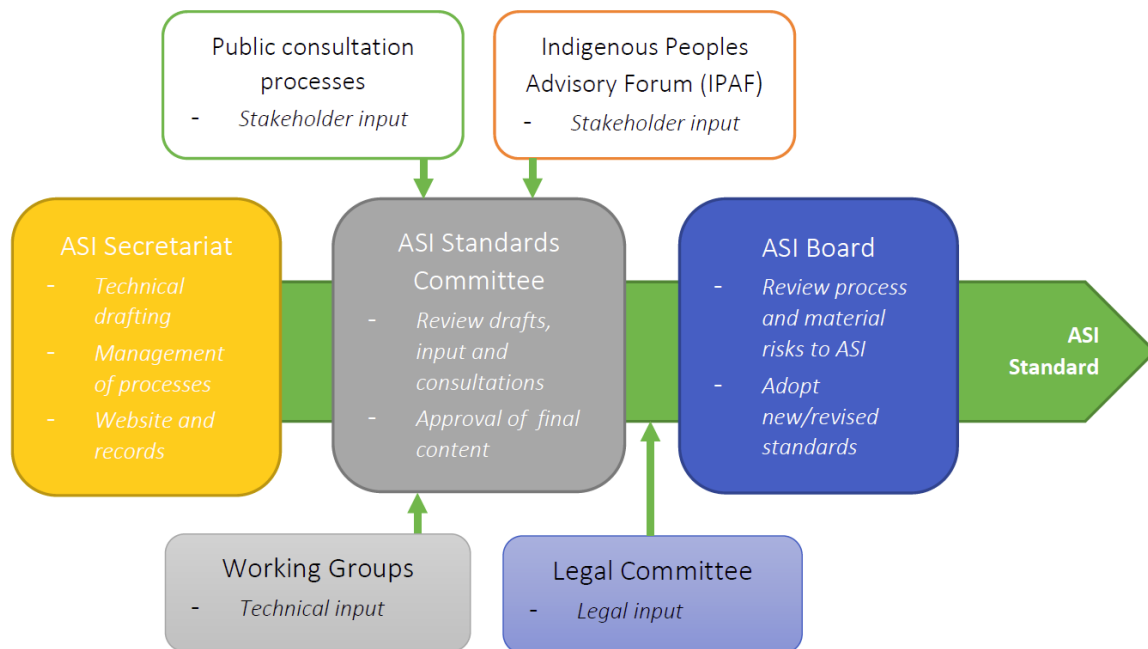 Public consultation
processes
- Stakeholder input
Indigenous Peoples
Advisory Forum (IPAF)
- Stakeholder input
ASI Secretariat
- Technical
drafting
- Management
of processes
- Website and
records
ASI Standards
Committee
- Review drafts,
input and
consultations
- Approval of final
content
ASI Board
- Review process
and material
risks to ASI
- Adopt
new/revised
standards
ASI
Standard
Working Groups
- Technical input
Legal Committee
- Legal input